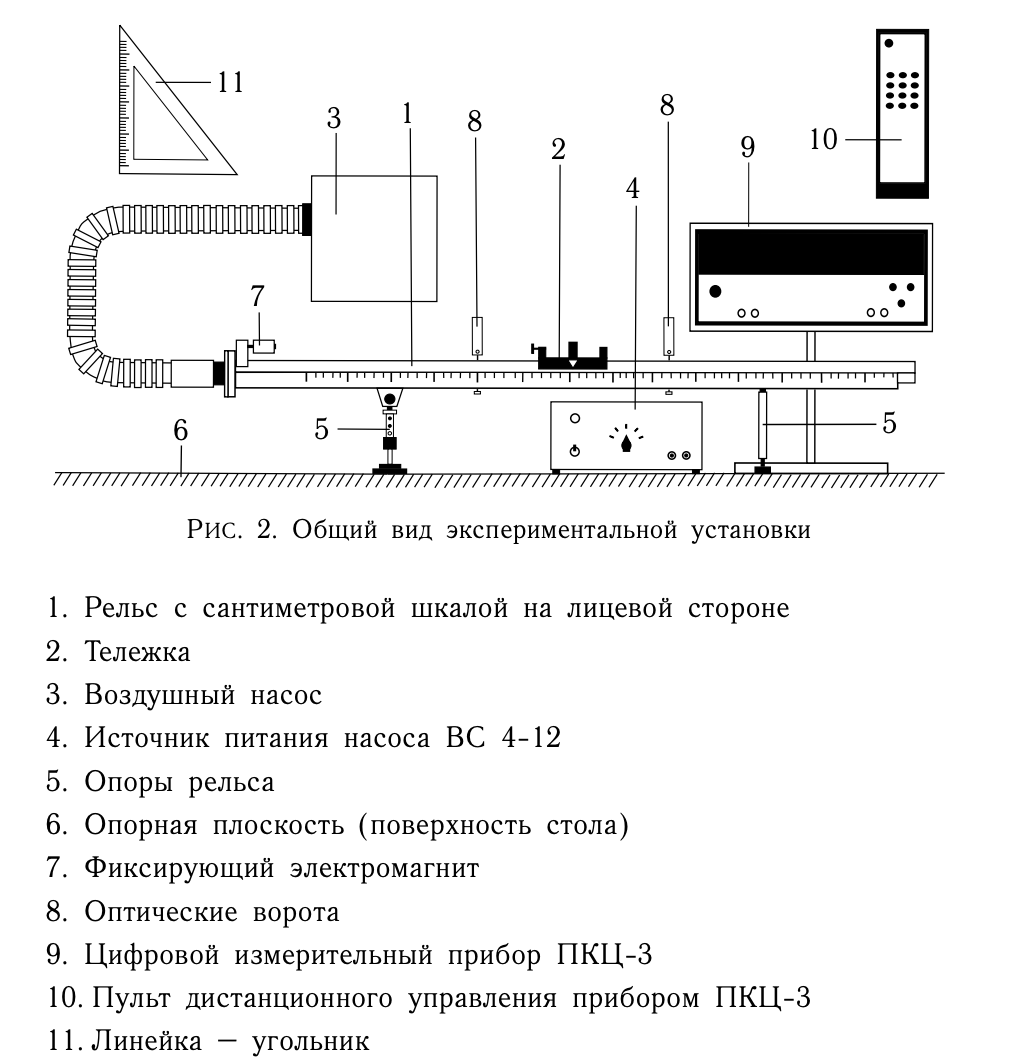 11
3
1
8
8
2
10
9
4
7
6
5
5
Рис. 2. Общий вид экспериментальной установки
1. Рельс с сантиметровой шкалой на лицевой стороне
2. Тележка
3. Воздушный насос
4. Источник питания насоса ВС 4-12
5. Опоры рельса
6. Опорная плоскость (поверхность стола)
7. Фиксирующий электромагнит
8. Оптические ворота
9. Цифровой измерительный прибор ПКЦ-3
10. Пульт дистанционного управления прибором ПКЦ-3
11. Линейка – угольник